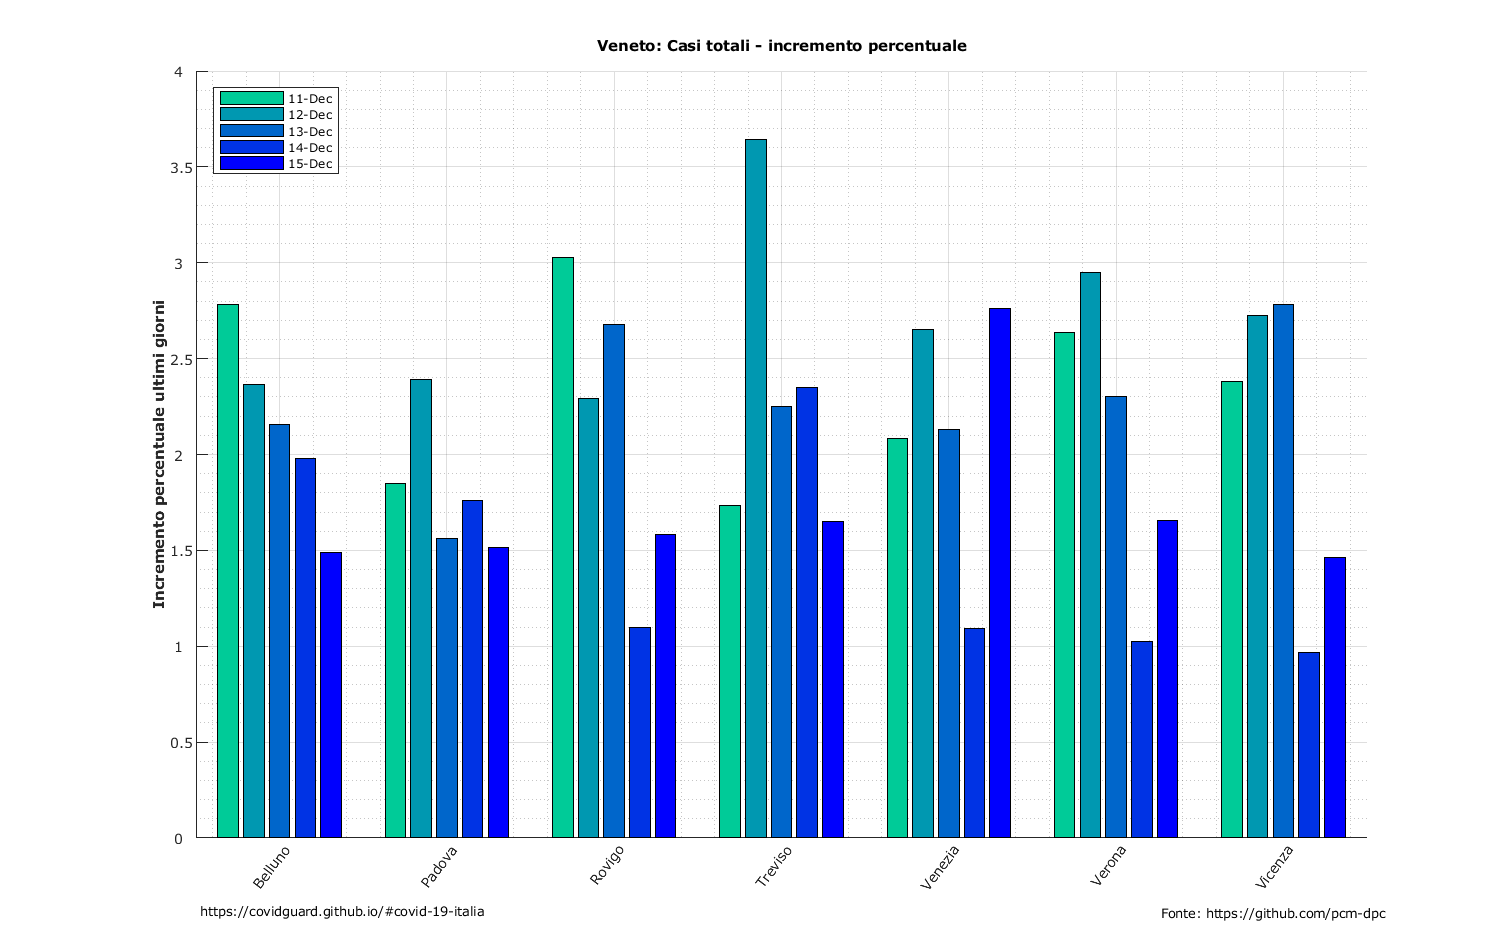 Veneto: Casi totali - incremento percentuale
11-Dec
12-Dec
13-Dec
14-Dec
15-Dec
Incremento percentuale ultimi giorni
4
3.5
3
2.5
2
1.5
1
0.5
0
Belluno
Padova
Rovigo
Treviso
Venezia
Verona
Vicenza
https://covidguard.github.io/#covid-19-italia
Fonte: https://github.com/pcm-dpc